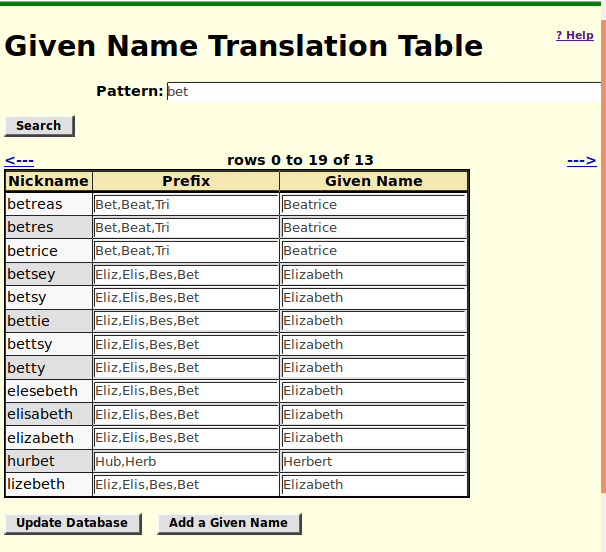 Given Name Translation Table
? Help
Pattern: bet
Search
<--- rows 0 to 19 of 13 --->
Nickname Prefix Given Name
betreas Bet,Beat,Tri Beatrice
betres Bet,Beat,Tri Beatrice
betrice Bet,Beat,Tri Beatrice
betsey Eliz,Elis,Bes,Bet Elizabeth
betsy Eliz,Elis,Bes,Bet Elizabeth
bettie Eliz,Elis,Bes,Bet Elizabeth
bettsy Eliz,Elis,Bes,Bet Elizabeth
betty Eliz,Elis,Bes,Bet Elizabeth
elesebeth Eliz,Elis,Bes,Bet Elizabeth
elisabeth Eliz,Elis,Bes,Bet Elizabeth
elizabeth Eliz,Elis,Bes,Bet Elizabeth
hurbet Hub,Herb Herbert
lizebeth Eliz,Elis,Bes,Bet Elizabeth
Update Database Add a Given Name